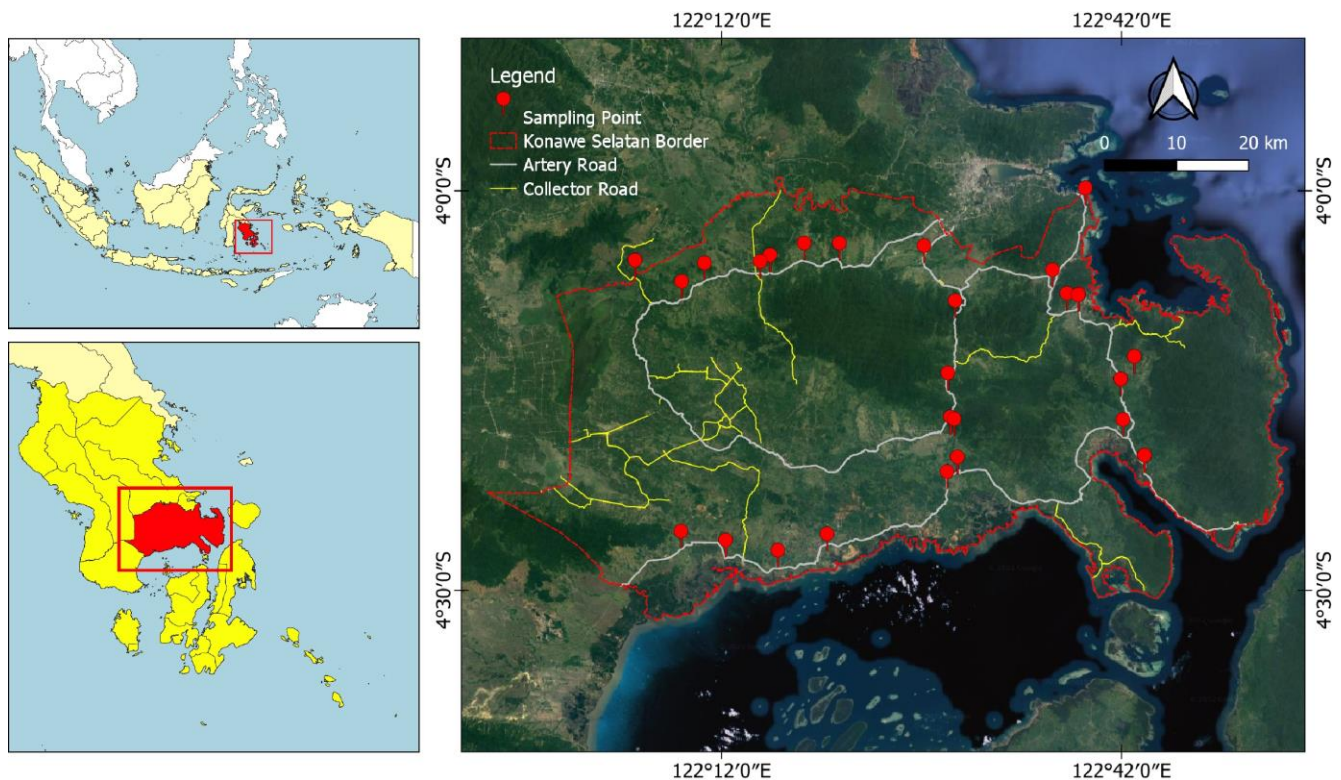 122°12′0″E
122°42′0″E
Legend
Sampling Point
Konawe Selatan Border
Artery Road
Collector Road
0 10 20 km
4°0′0″S
4°0′0″S
4°30′0″S
4°30′0″S
122°12′0″E
122°42′0″E